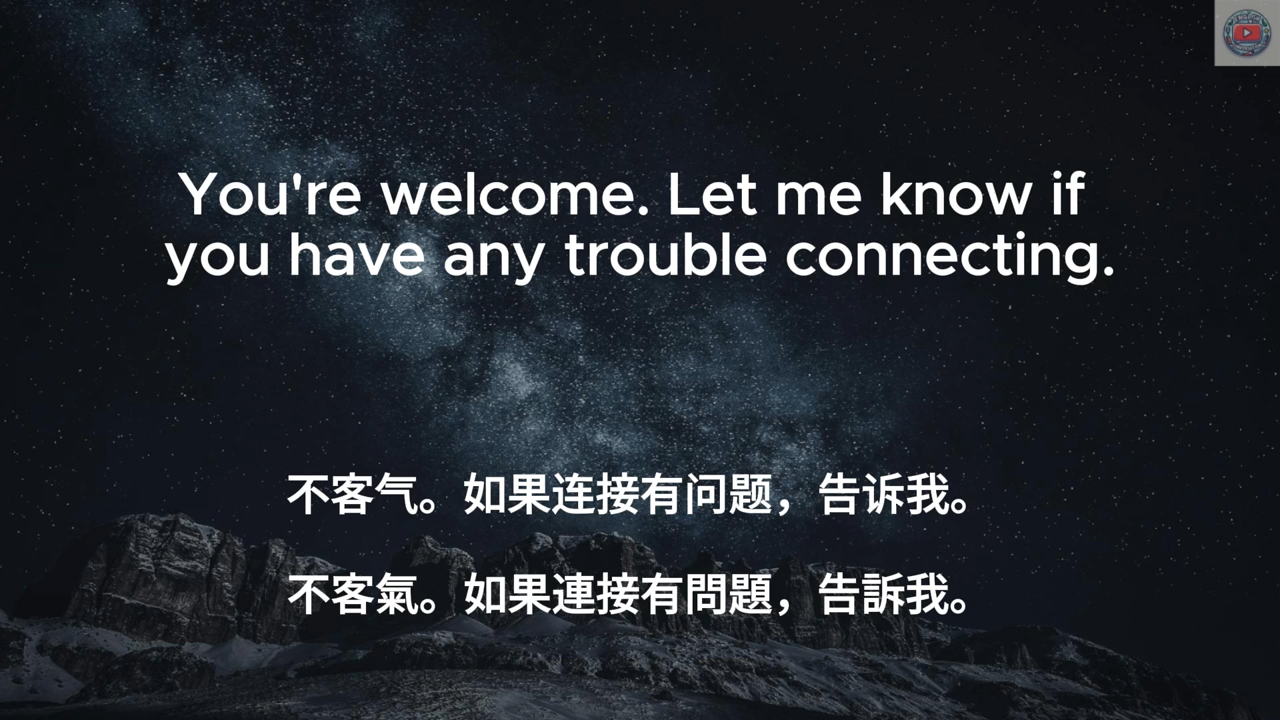 You're welcome. Let me know if
you have any trouble connecting.
不客气。如果连接有问题，告诉我。
不客氣。如果連接有問題，告訴我。